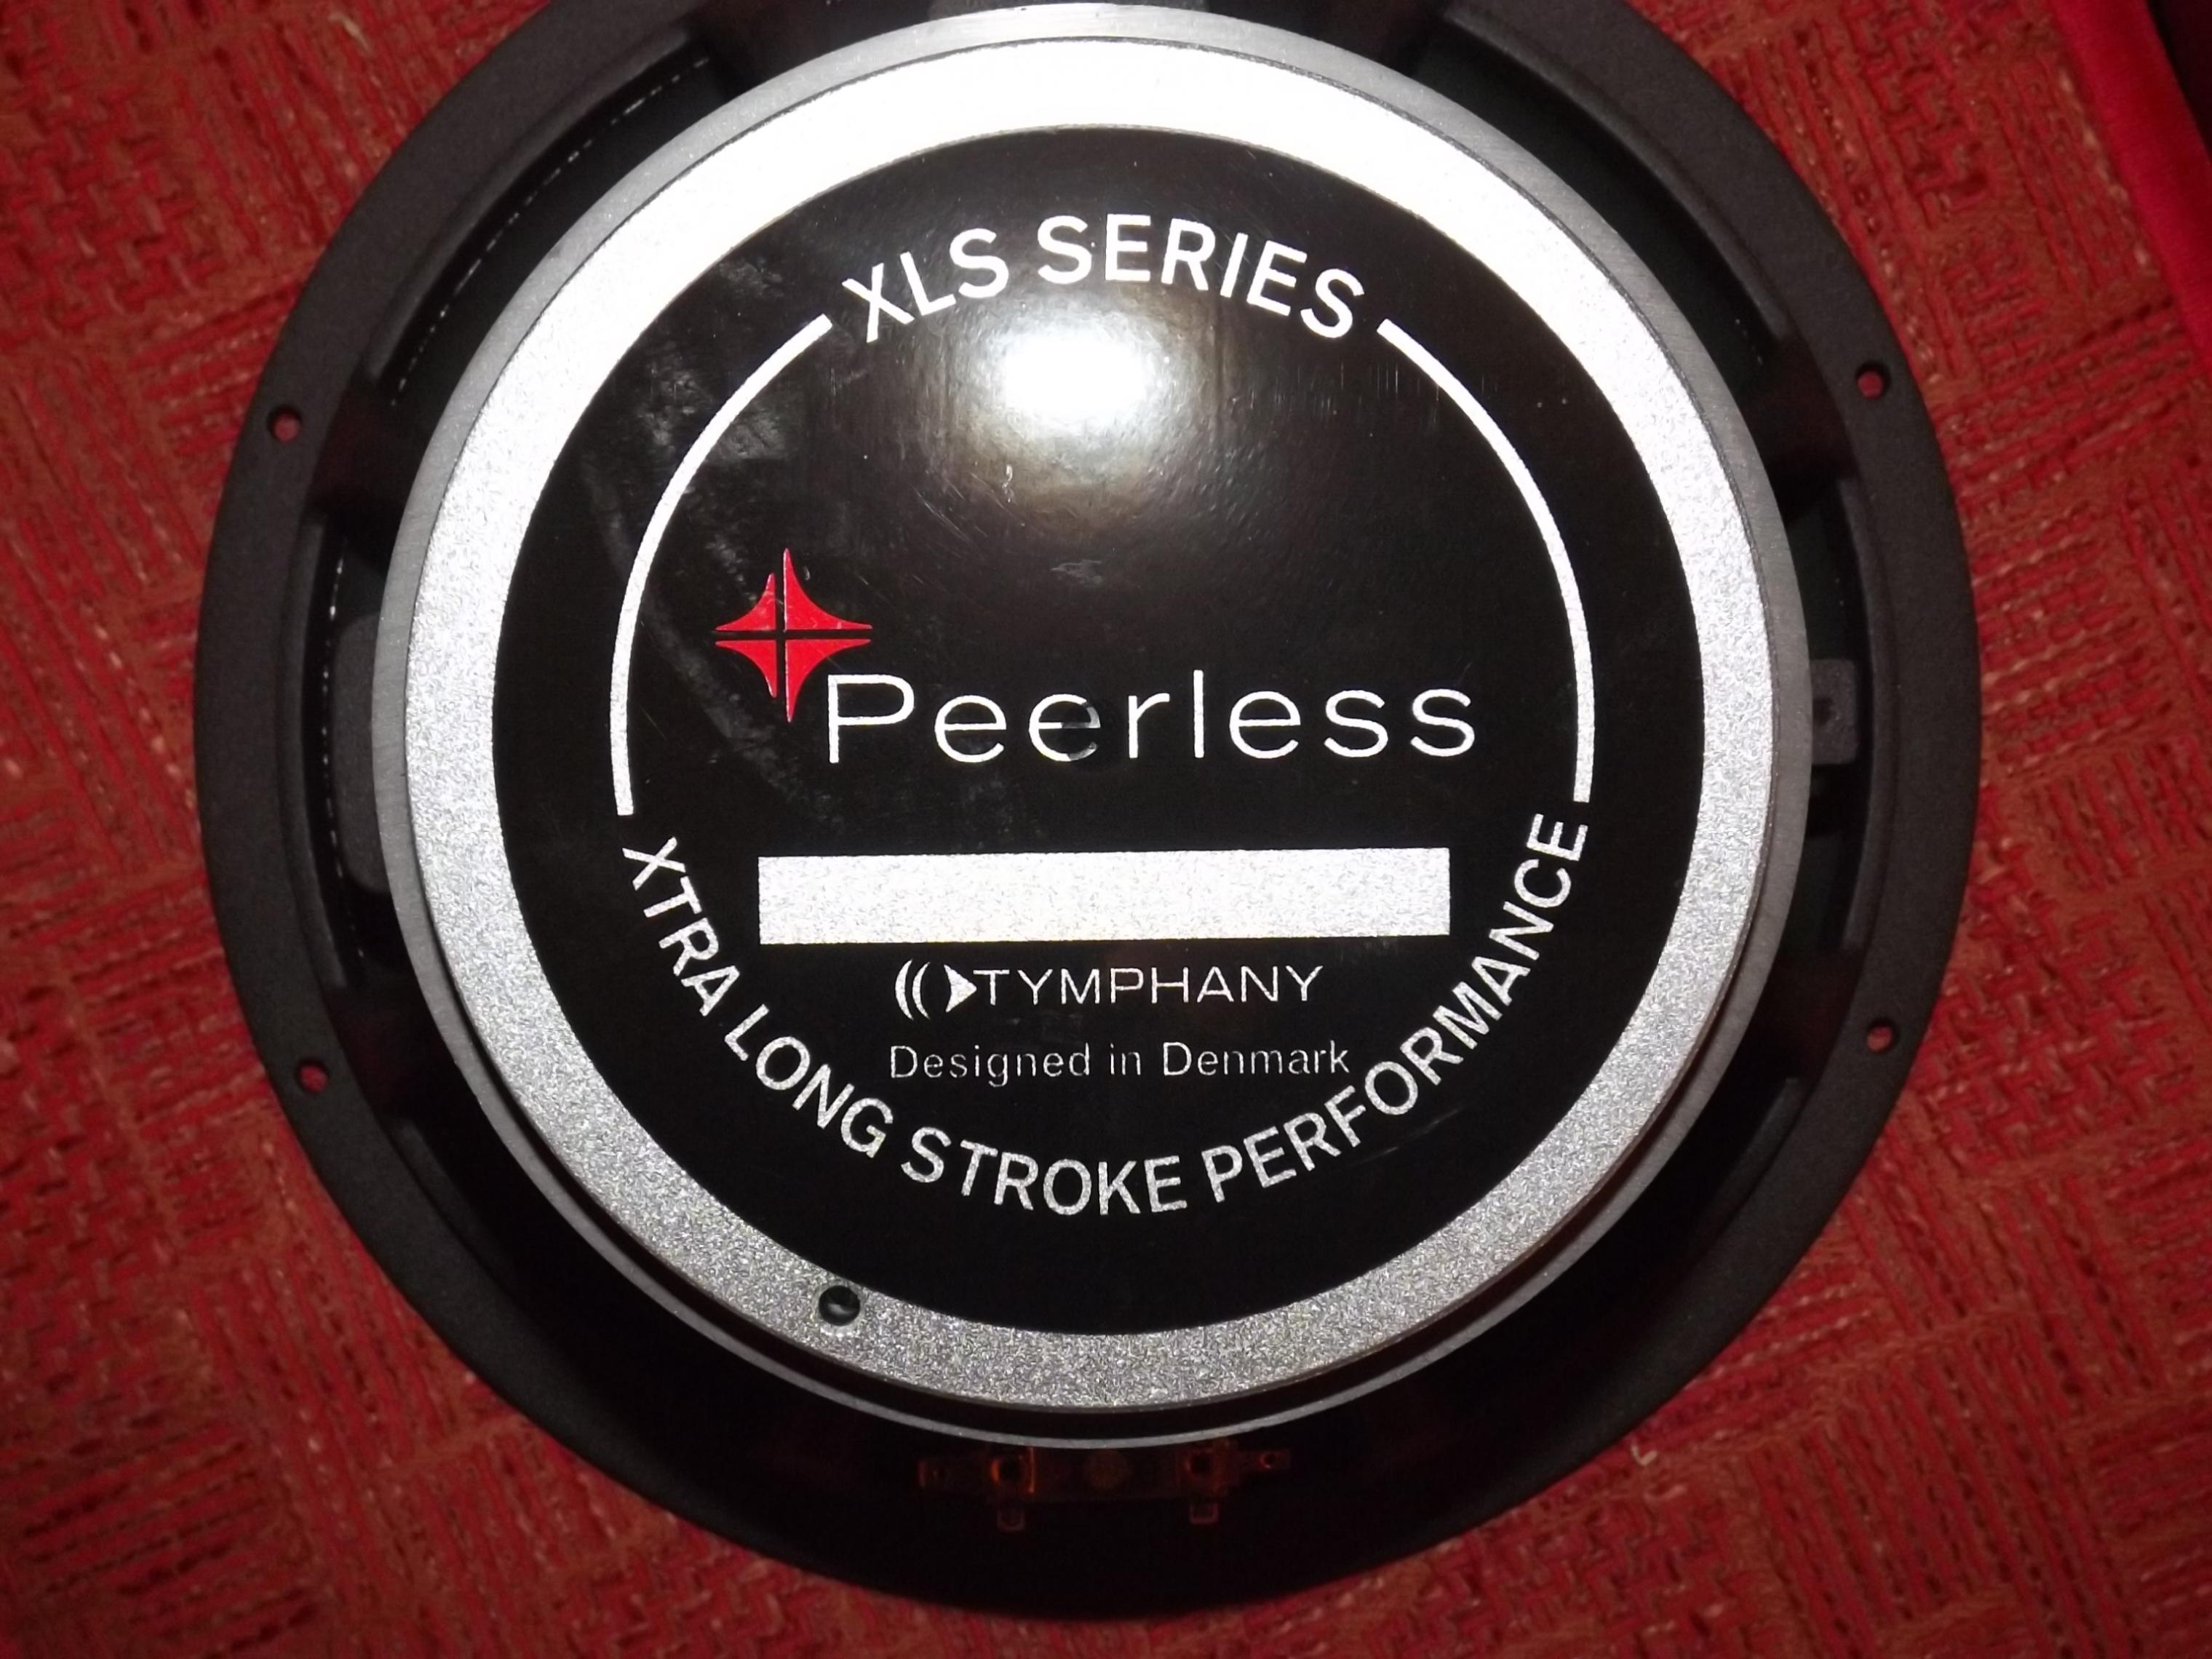 XLS SERIES
Peerless
TYMPHANY
Designed in Denmark
XTRA LONG STROKE PERFORMANCE